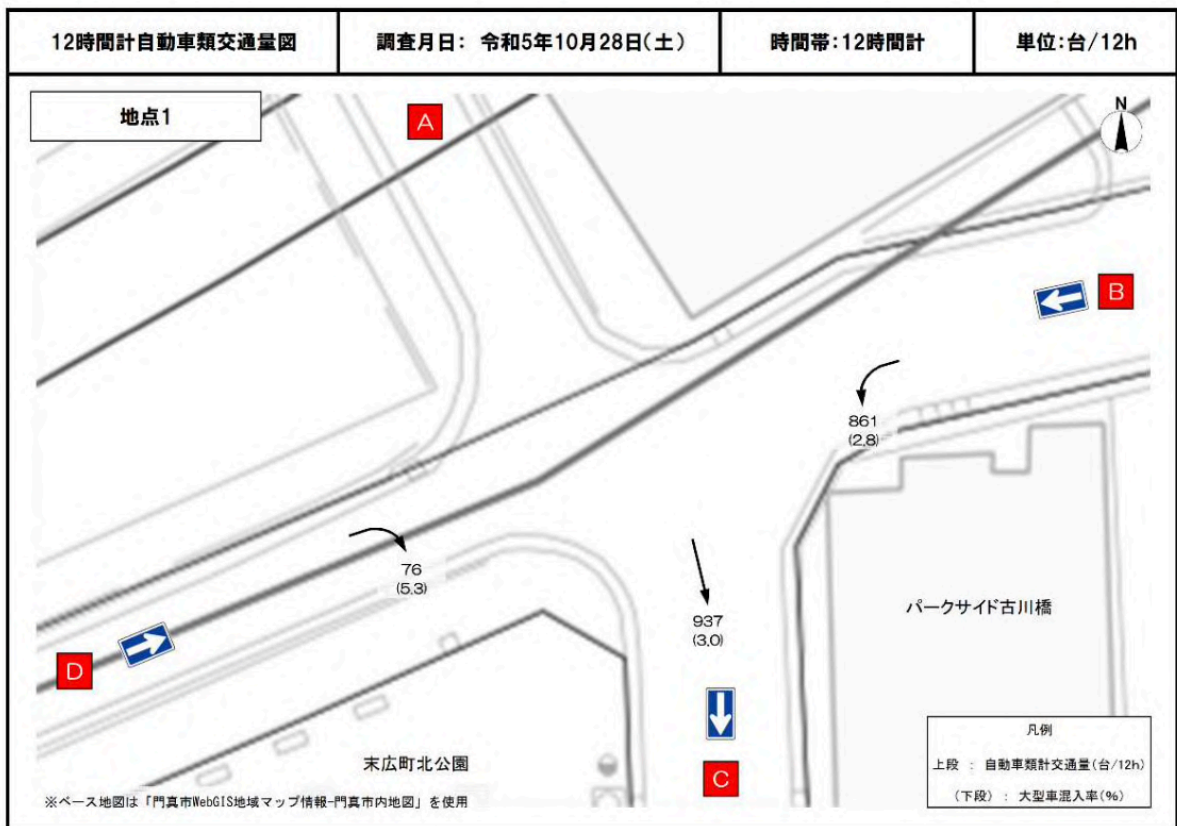 12時間計自動車類交通量図
調査月日: 令和5年10月28日(土)
時間帯:12時間計
単位:台/12h
地点1
A
N
B
861
(2.8)
76
(5.3)
937
(3.0)
パークサイド古川橋
D
C
末広町北公園
凡例
上段 : 自動車類計交通量(台/12h)
(下段) : 大型車混入率(%)
※ベース地図は「門真市WebGIS地域マップ情報-門真市内地図」を使用